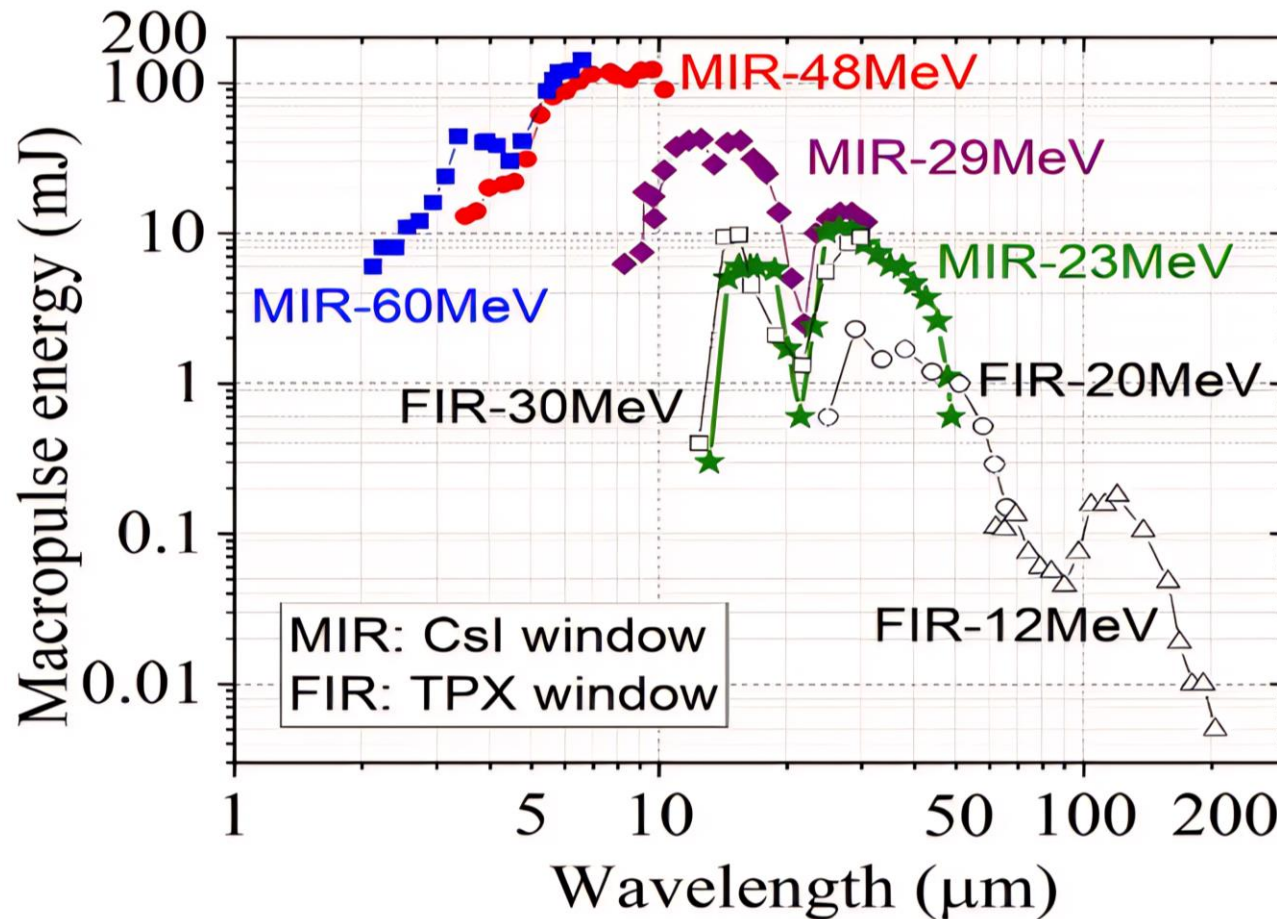 200
100
10
1
0.1
0.01
Macropulse energy (mJ)
MIR-48MeV
MIR-29MeV
MIR-23MeV
MIR-60MeV
FIR-20MeV
FIR-30MeV
FIR-12MeV
MIR: CsI window
FIR: TPX window
1 5 10 50 100 200
Wavelength (μm)